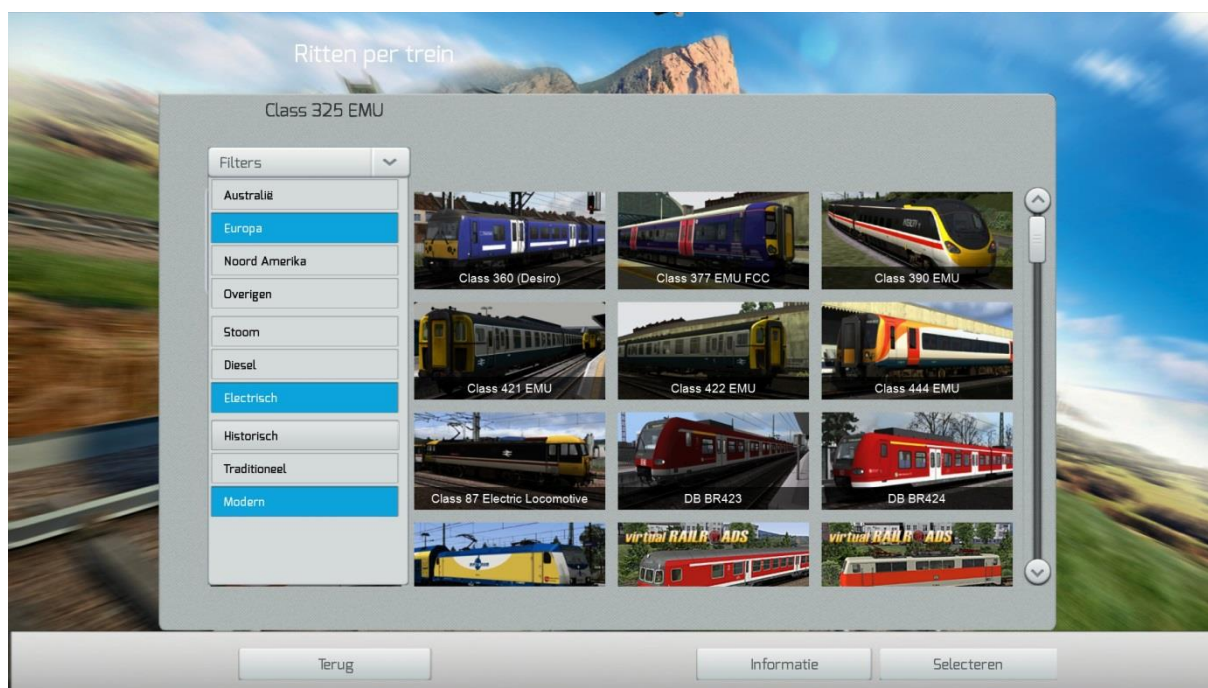 Ritten per trein
Class 325 EMU
Filters
Australië
Europa
Noord Amerika
Overigen
Stoom
Diesel
Electrisch
Historisch
Traditioneel
Modern
Class 360 (Desiro)
Class 377 EMU FCC
Class 390 EMU
Class 421 EMU
Class 422 EMU
Class 444 EMU
Class 87 Electric Locomotive
DB BR423
DB BR424
virtual RAILROADS
virtual RAILROADS
Terug
Informatie
Selecteren